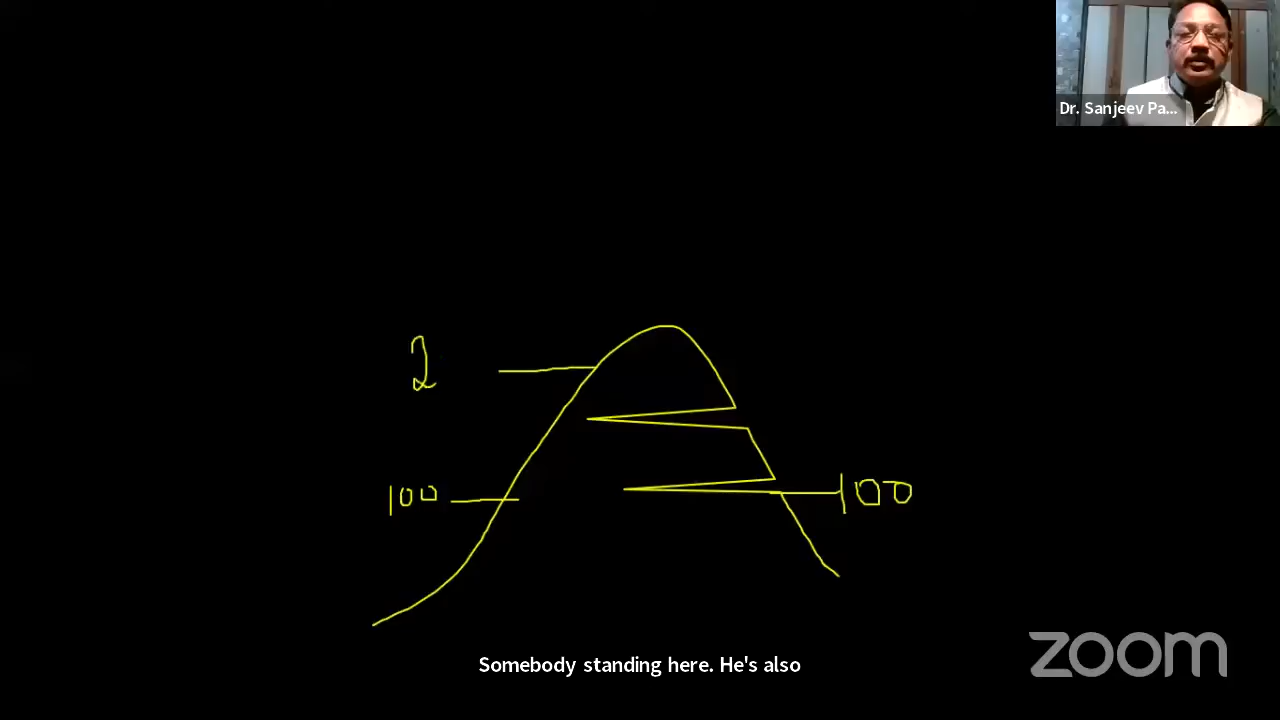 Dr. Sanjeev Pa...
2
100
100
Somebody standing here. He's also
zoom